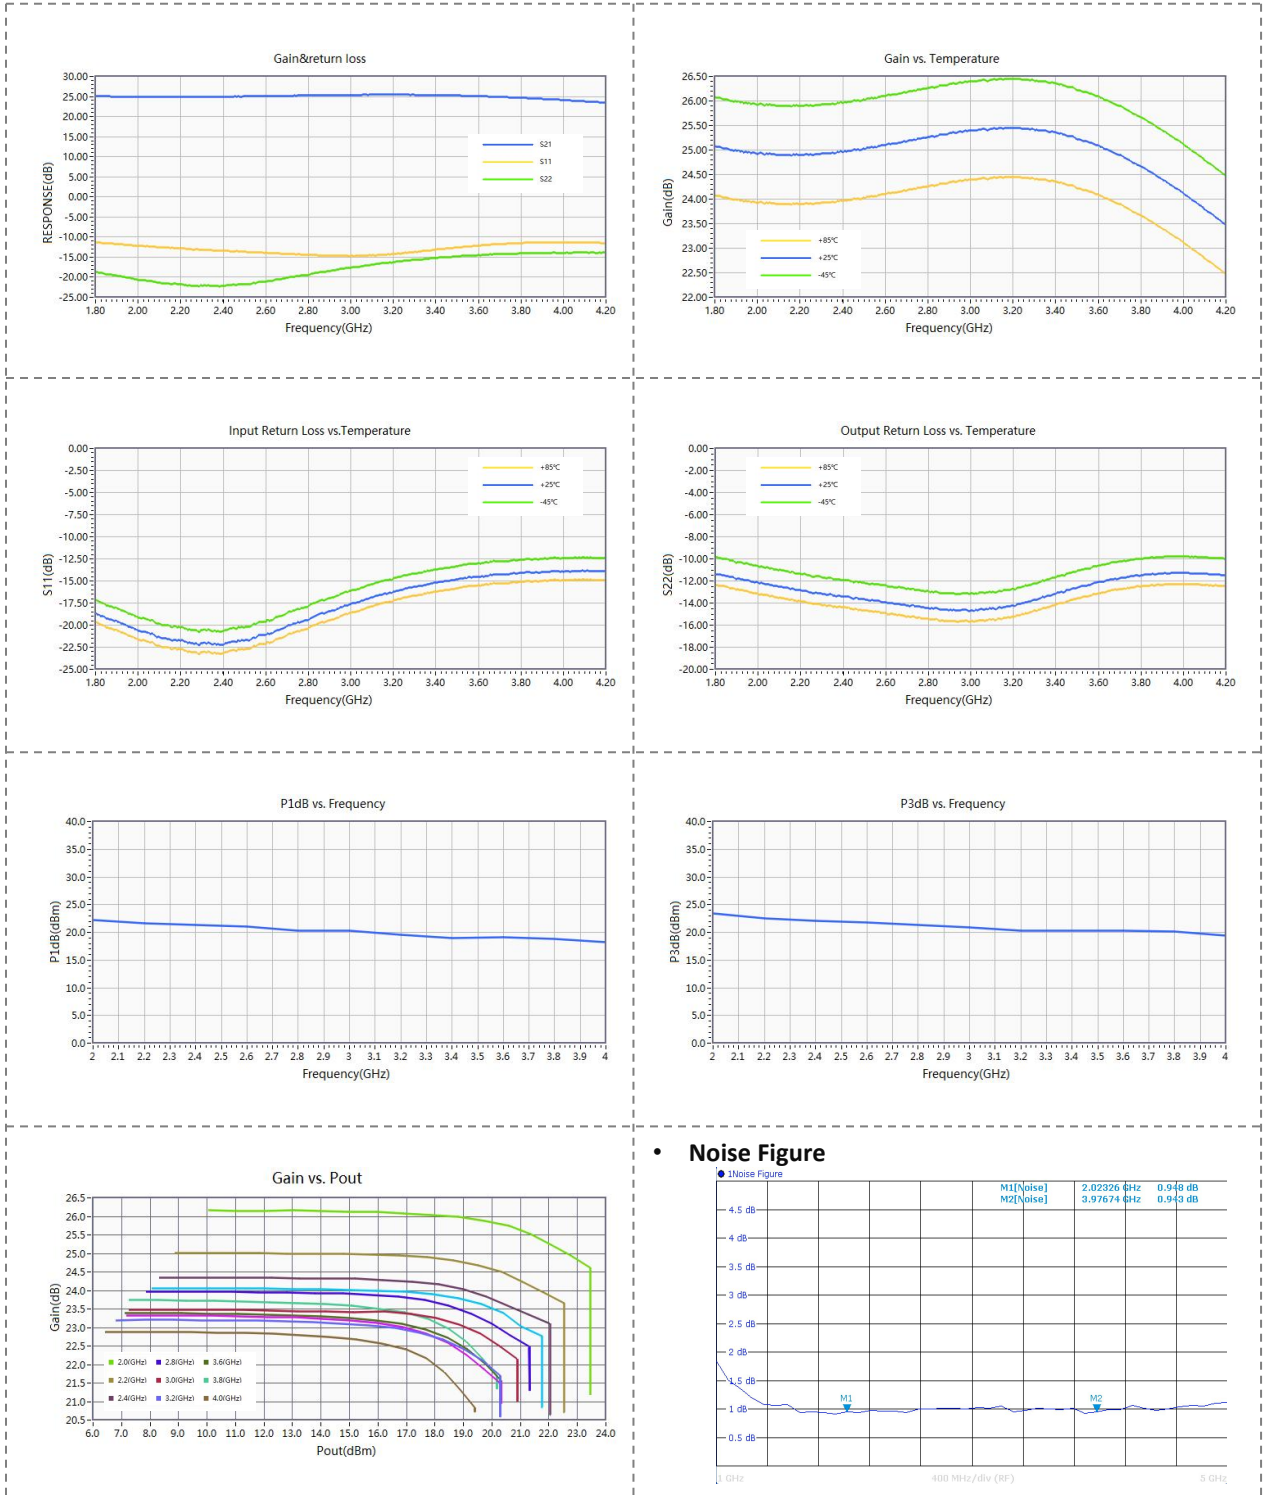 Gain&return loss
30.00
25.00
20.00
15.00
10.00
5.00
0.00
-5.00
-10.00
-15.00
-20.00
-25.00
RESPONSE(dB)
S21
S11
S22
1.80 2.00 2.20 2.40 2.60 2.80 3.00 3.20 3.40 3.60 3.80 4.00 4.20
Frequency(GHz)
Gain vs. Temperature
26.50
26.00
25.50
25.00
24.50
24.00
23.50
23.00
22.50
22.00
Gain(dB)
+85℃
+25℃
-45℃
1.80 2.00 2.20 2.40 2.60 2.80 3.00 3.20 3.40 3.60 3.80 4.00 4.20
Frequency(GHz)
Input Return Loss vs.Temperature
0.00
-2.50
-5.00
-7.50
-10.00
-12.50
-15.00
-17.50
-20.00
-22.50
-25.00
S11(dB)
+85℃
+25℃
-45℃
1.80 2.00 2.20 2.40 2.60 2.80 3.00 3.20 3.40 3.60 3.80 4.00 4.20
Frequency(GHz)
Output Return Loss vs. Temperature
0.00
-2.00
-4.00
-6.00
-8.00
-10.00
-12.00
-14.00
-16.00
-18.00
-20.00
S22(dB)
+85℃
+25℃
-45℃
1.80 2.00 2.20 2.40 2.60 2.80 3.00 3.20 3.40 3.60 3.80 4.00 4.20
Frequency(GHz)
P1dB vs. Frequency
40.0
35.0
30.0
25.0
20.0
15.0
10.0
5.0
0.0
P1dB(dBm)
2 2.1 2.2 2.3 2.4 2.5 2.6 2.7 2.8 2.9 3 3.1 3.2 3.3 3.4 3.5 3.6 3.7 3.8 3.9 4
Frequency(GHz)
P3dB vs. Frequency
40.0
35.0
30.0
25.0
20.0
15.0
10.0
5.0
0.0
P3dB(dBm)
2 2.1 2.2 2.3 2.4 2.5 2.6 2.7 2.8 2.9 3 3.1 3.2 3.3 3.4 3.5 3.6 3.7 3.8 3.9 4
Frequency(GHz)
Gain vs. Pout
26.5
26.0
25.5
25.0
24.5
24.0
23.5
23.0
22.5
22.0
21.5
21.0
20.5
Gain(dB)
2.0(GHz) 2.8(GHz) 3.6(GHz)
2.2(GHz) 3.0(GHz) 3.8(GHz)
2.4(GHz) 3.2(GHz) 4.0(GHz)
6.0 7.0 8.0 9.0 10.0 11.0 12.0 13.0 14.0 15.0 16.0 17.0 18.0 19.0 20.0 21.0 22.0 23.0 24.0
Pout(dBm)
• Noise Figure
1Noise Figure
M1[Noise] 2.02326 GHz 0.948 dB
M2[Noise] 3.97674 GHz 0.943 dB
4.5 dB
4 dB
3.5 dB
3 dB
2.5 dB
2 dB
1.5 dB
1 dB
0.5 dB
M1
M2
1 GHz 400 MHz/div (RF) 5 GHz